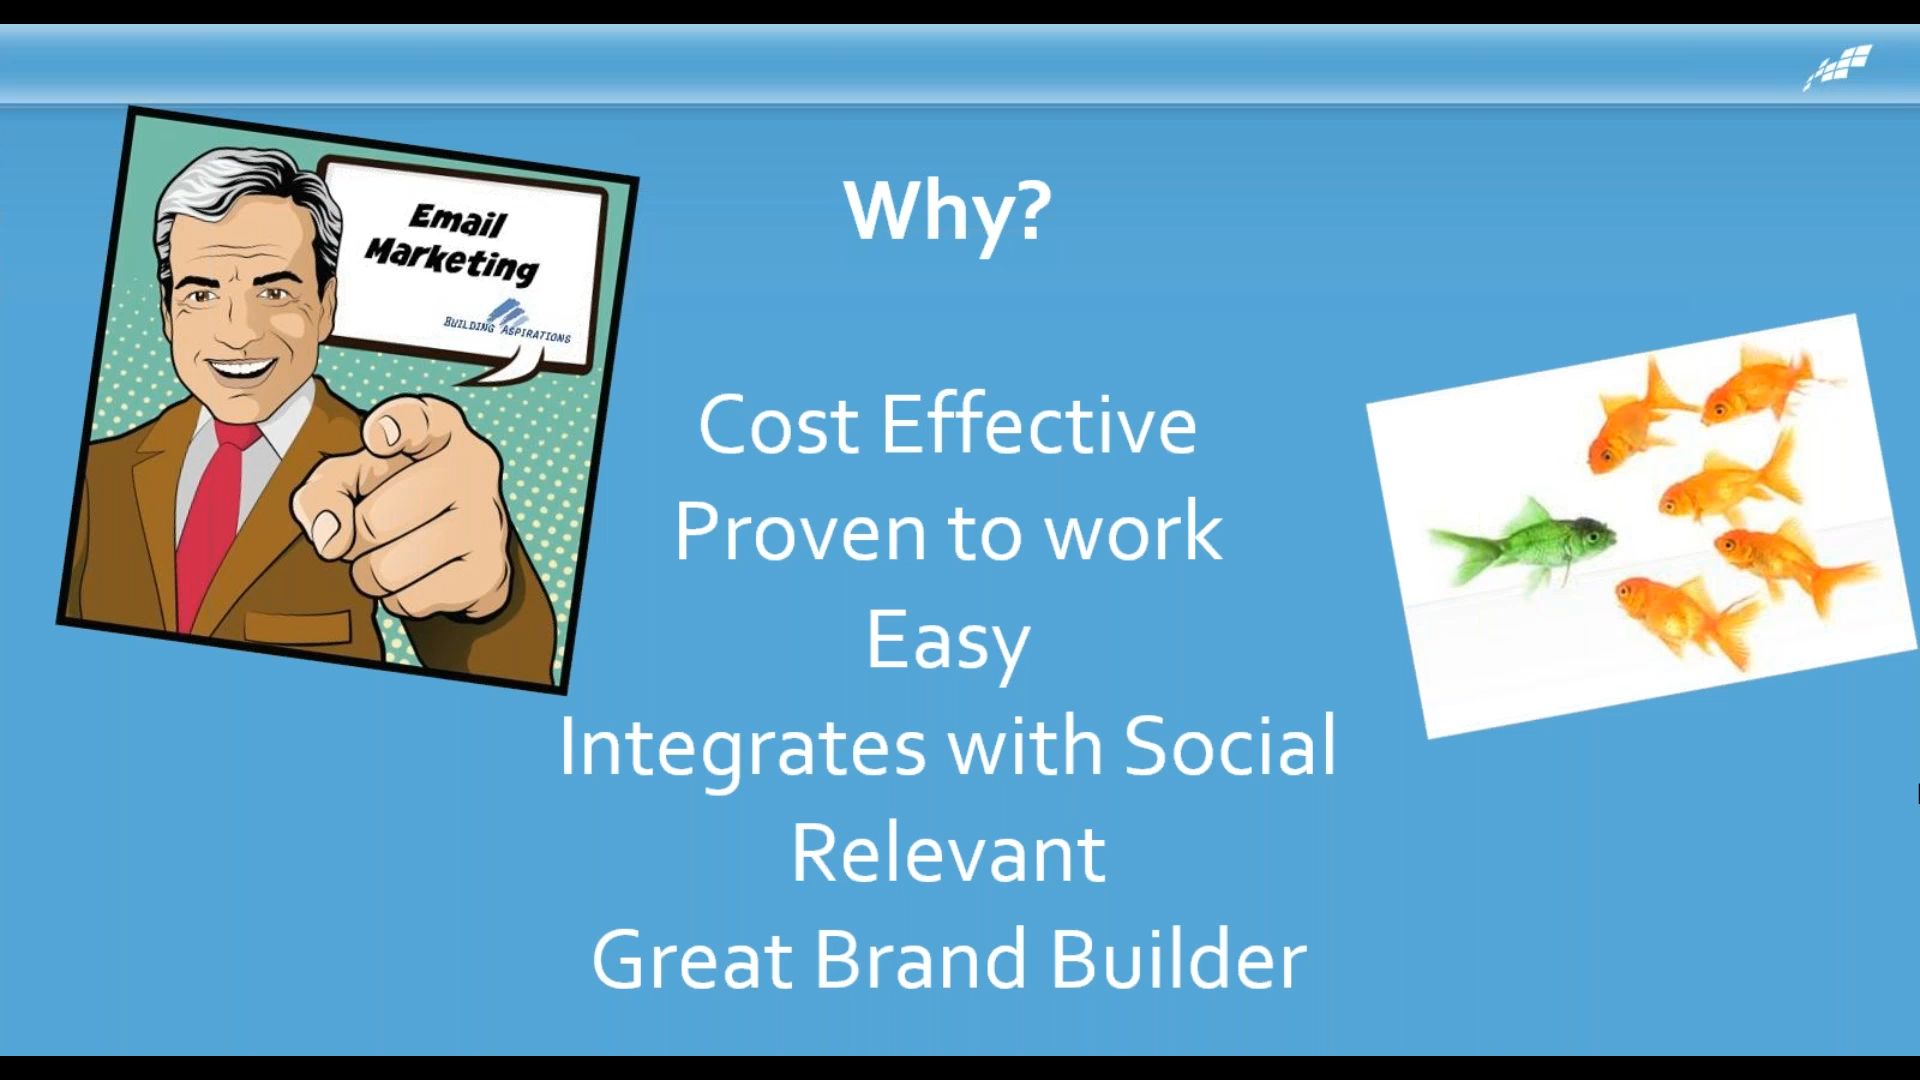 Email
Marketing
BUILDING ASPIRATIONS
Why?
Cost Effective
Proven to work
Easy
Integrates with Social
Relevant
Great Brand Builder